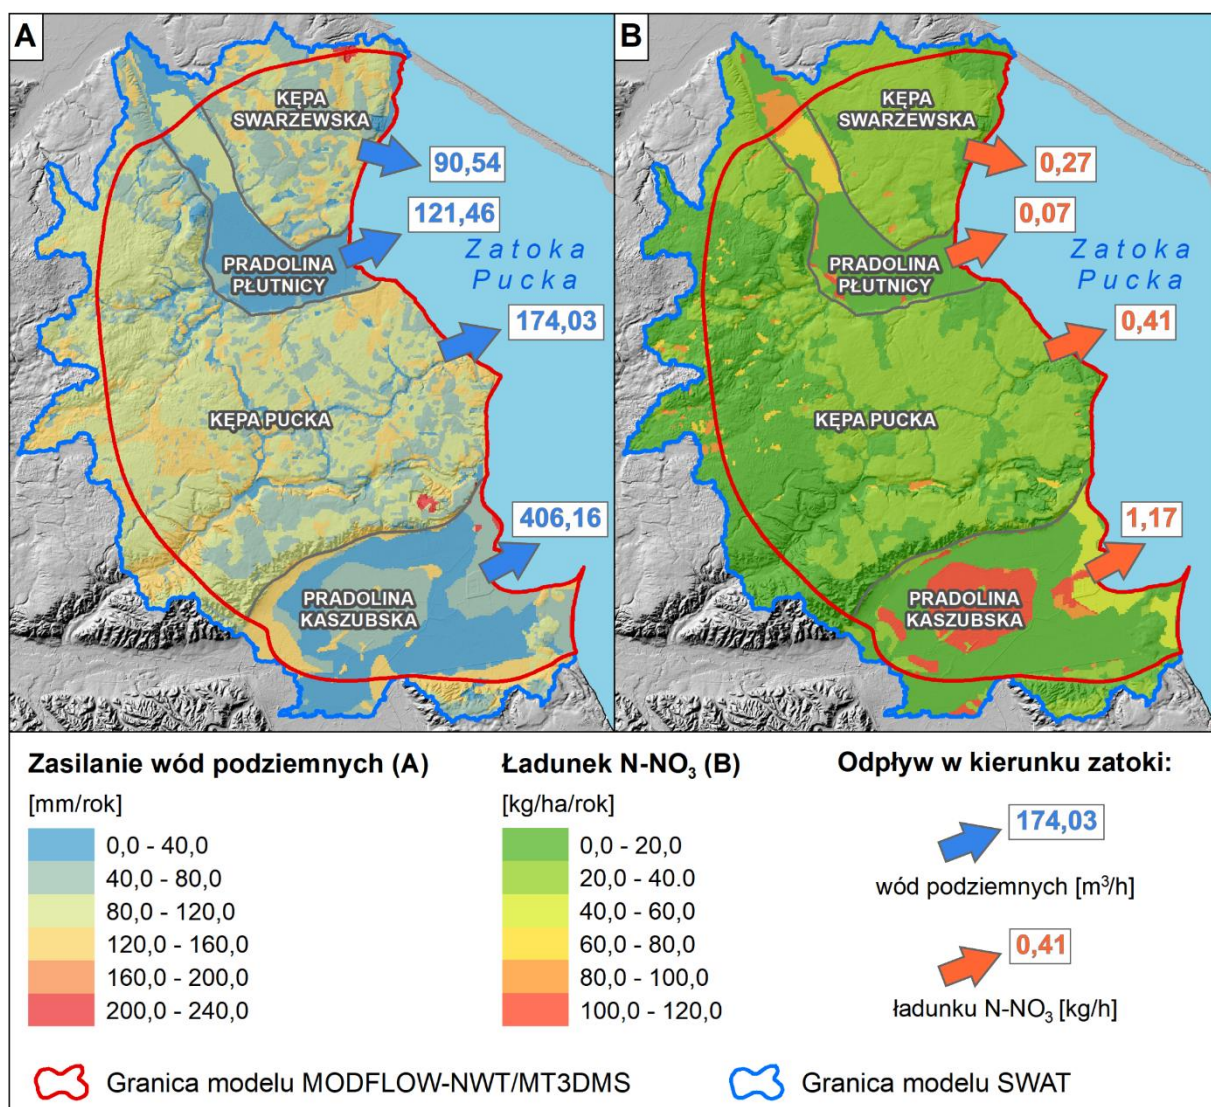 A
KĘPA
SWARZEWSKA
90,54
121,46
Zatoka
Pucka
PRADOLINA
PŁUTNICY
174,03
KĘPA PUCKA
406,16
PRADOLINA
KASZUBSKA
B
KĘPA
SWARZEWSKA
0,27
0,07
Zatoka
Pucka
PRADOLINA
PŁUTNICY
0,41
KĘPA PUCKA
1,17
PRADOLINA
KASZUBSKA
Zasilanie wód podziemnych (A)
[mm/rok]
0,0 - 40,0
40,0 - 80,0
80,0 - 120,0
120,0 - 160,0
160,0 - 200,0
200,0 - 240,0
Ładunek N-NO₃ (B)
[kg/ha/rok]
0,0 - 20,0
20,0 - 40.0
40,0 - 60,0
60,0 - 80,0
80,0 - 100,0
100,0 - 120,0
Odpływ w kierunku zatoki:
174,03
wód podziemnych [m³/h]
0,41
ładunku N-NO₃ [kg/h]
Granica modelu MODFLOW-NWT/MT3DMS
Granica modelu SWAT